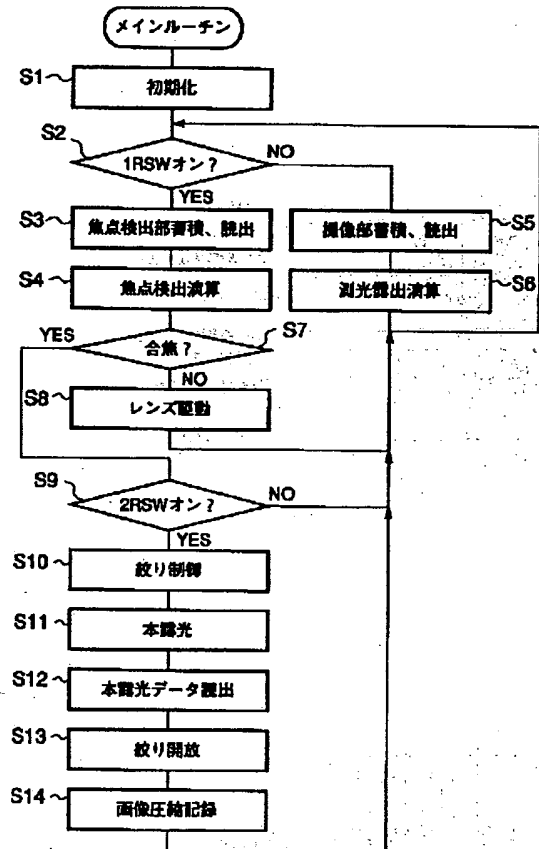 メインルーチン
S1
初期化
S2
1RSWオン?
NO
YES
S3
焦点検出部蓄積、読出
撮像部蓄積、読出
S5
S4
焦点検出演算
測光露出演算
S6
YES
合焦?
S7
NO
S8
レンズ駆動
S9
2RSWオン?
NO
YES
S10
絞り制御
S11
本露光
S12
本露光データ読出
S13
絞り開放
S14
画像圧縮記録